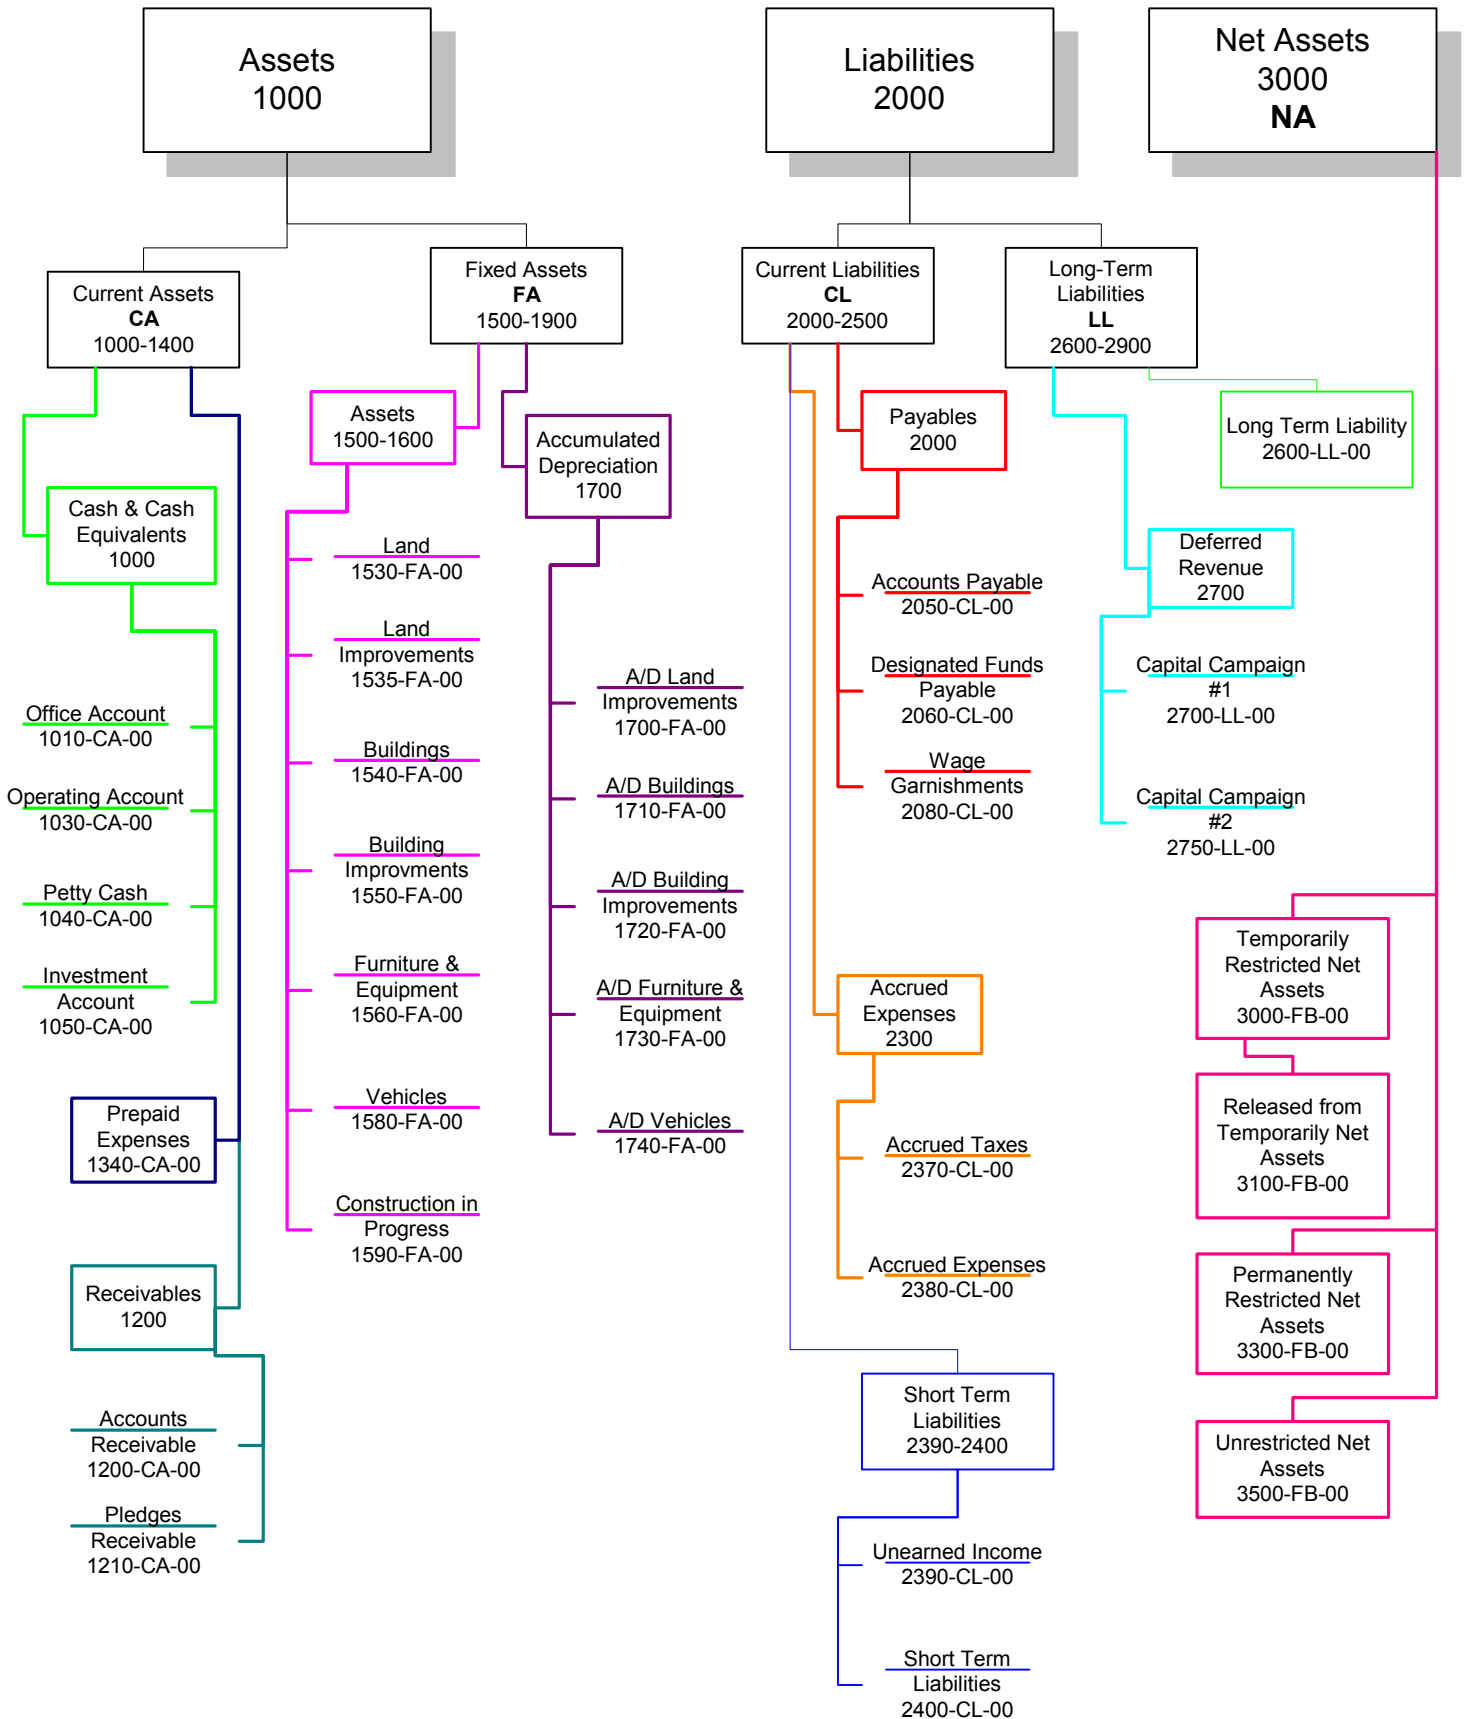 Assets
1000
Liabilities
2000
Net Assets
3000
NA
Current Assets
CA
1000-1400
Fixed Assets
FA
1500-1900
Current Liabilities
CL
2000-2500
Long-Term
Liabilities
LL
2600-2900
Cash & Cash
Equivalents
1000
Office Account
1010-CA-00
Operating Account
1030-CA-00
Petty Cash
1040-CA-00
Investment
Account
1050-CA-00
Prepaid
Expenses
1340-CA-00
Receivables
1200
Accounts
Receivable
1200-CA-00
Pledges
Receivable
1210-CA-00
Assets
1500-1600
Land
1530-FA-00
Land
Improvements
1535-FA-00
Buildings
1540-FA-00
Building
Improvments
1550-FA-00
Furniture &
Equipment
1560-FA-00
Vehicles
1580-FA-00
Construction in
Progress
1590-FA-00
Accumulated
Depreciation
1700
A/D Land
Improvements
1700-FA-00
A/D Buildings
1710-FA-00
A/D Building
Improvements
1720-FA-00
A/D Furniture &
Equipment
1730-FA-00
A/D Vehicles
1740-FA-00
Payables
2000
Accounts Payable
2050-CL-00
Designated Funds
Payable
2060-CL-00
Wage
Garnishments
2080-CL-00
Accrued
Expenses
2300
Accrued Taxes
2370-CL-00
Accrued Expenses
2380-CL-00
Short Term
Liabilities
2390-2400
Unearned Income
2390-CL-00
Short Term
Liabilities
2400-CL-00
Long Term Liability
2600-LL-00
Deferred
Revenue
2700
Capital Campaign
#1
2700-LL-00
Capital Campaign
#2
2750-LL-00
Temporarily
Restricted Net
Assets
3000-FB-00
Released from
Temporarily Net
Assets
3100-FB-00
Permanently
Restricted Net
Assets
3300-FB-00
Unrestricted Net
Assets
3500-FB-00